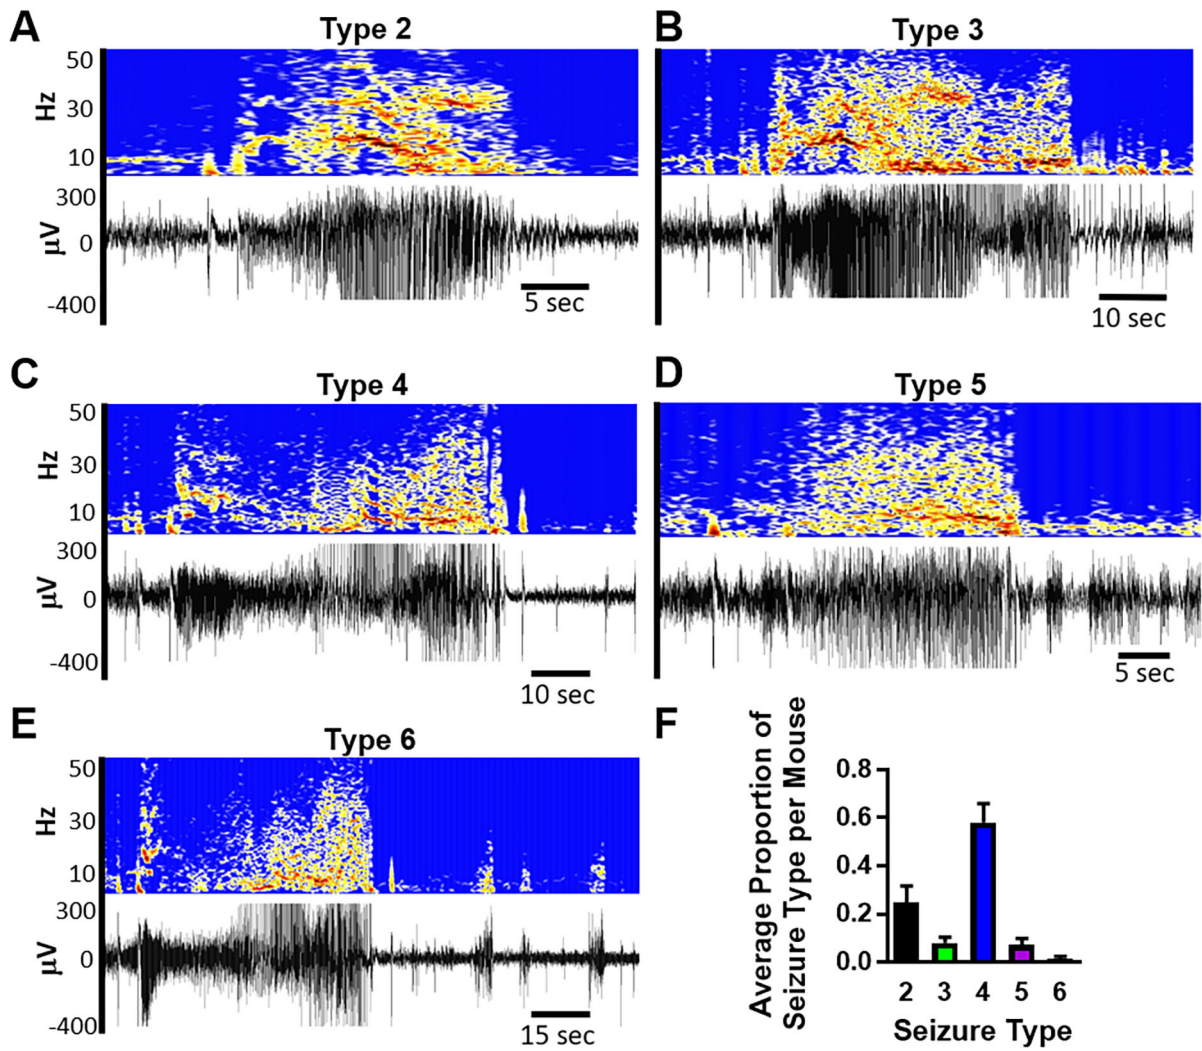 A
Type 2
50
30
10
Hz
300
0
-400
µV
5 sec
B
Type 3
300
10 sec
C
Type 4
50
30
10
Hz
300
0
-400
µV
10 sec
D
Type 5
5 sec
E
Type 6
50
30
10
Hz
300
0
-400
µV
15 sec
F
Average Proportion of
Seizure Type per Mouse
0.8
0.6
0.4
0.2
0.0
2 3 4 5 6
Seizure Type